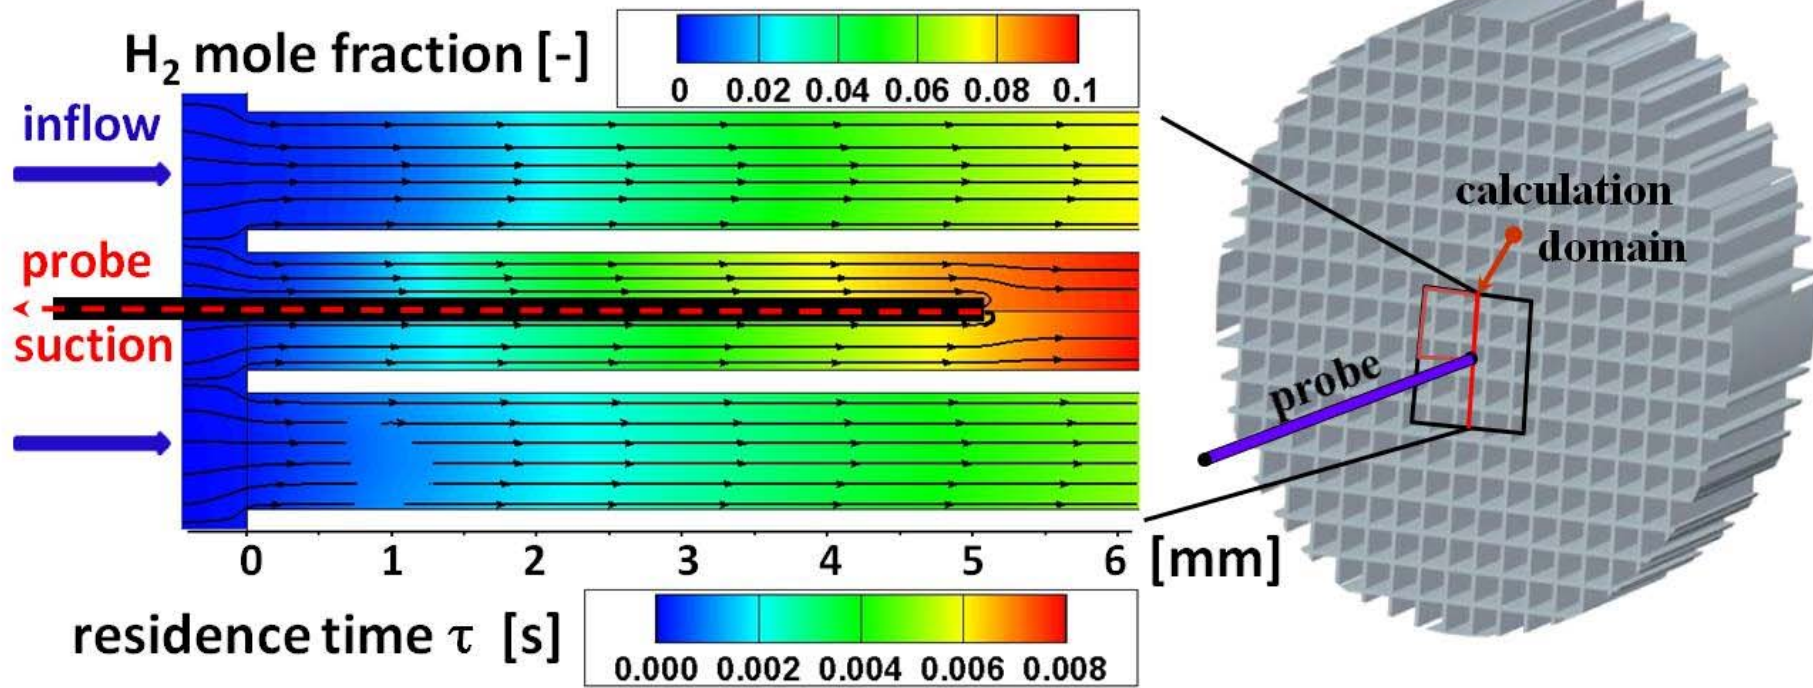 H₂ mole fraction [-]
0 0.02 0.04 0.06 0.08 0.1
inflow
probe
suction
0 1 2 3 4 5 6 [mm]
residence time τ [s]
0.000 0.002 0.004 0.006 0.008
calculation
domain
probe